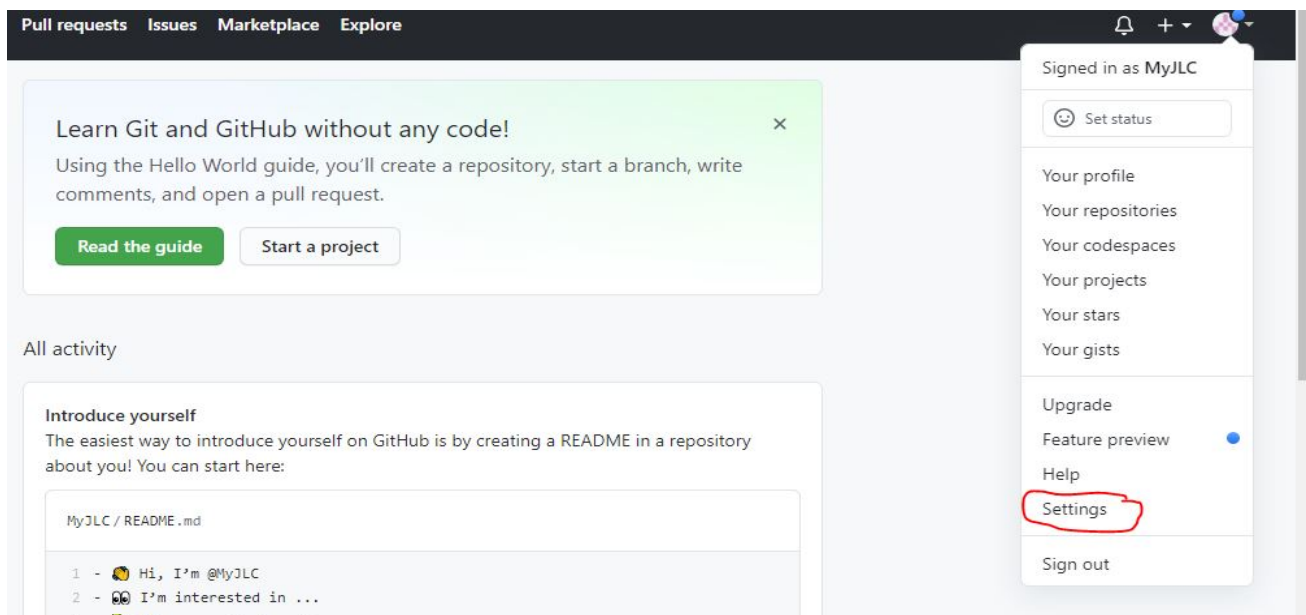 Pull requests Issues Marketplace Explore
Signed in as MyJLC
Set status
Your profile
Your repositories
Your codespaces
Your projects
Your stars
Your gists
Upgrade
Feature preview
Help
Settings
Sign out
Learn Git and GitHub without any code!
Using the Hello World guide, you’ll create a repository, start a branch, write
comments, and open a pull request.
Read the guide Start a project
All activity
Introduce yourself
The easiest way to introduce yourself on GitHub is by creating a README in a repository
about you! You can start here:
MyJLC / README.md
1 - 👋 Hi, I’m @MyJLC
2 - 👀 I’m interested in ...